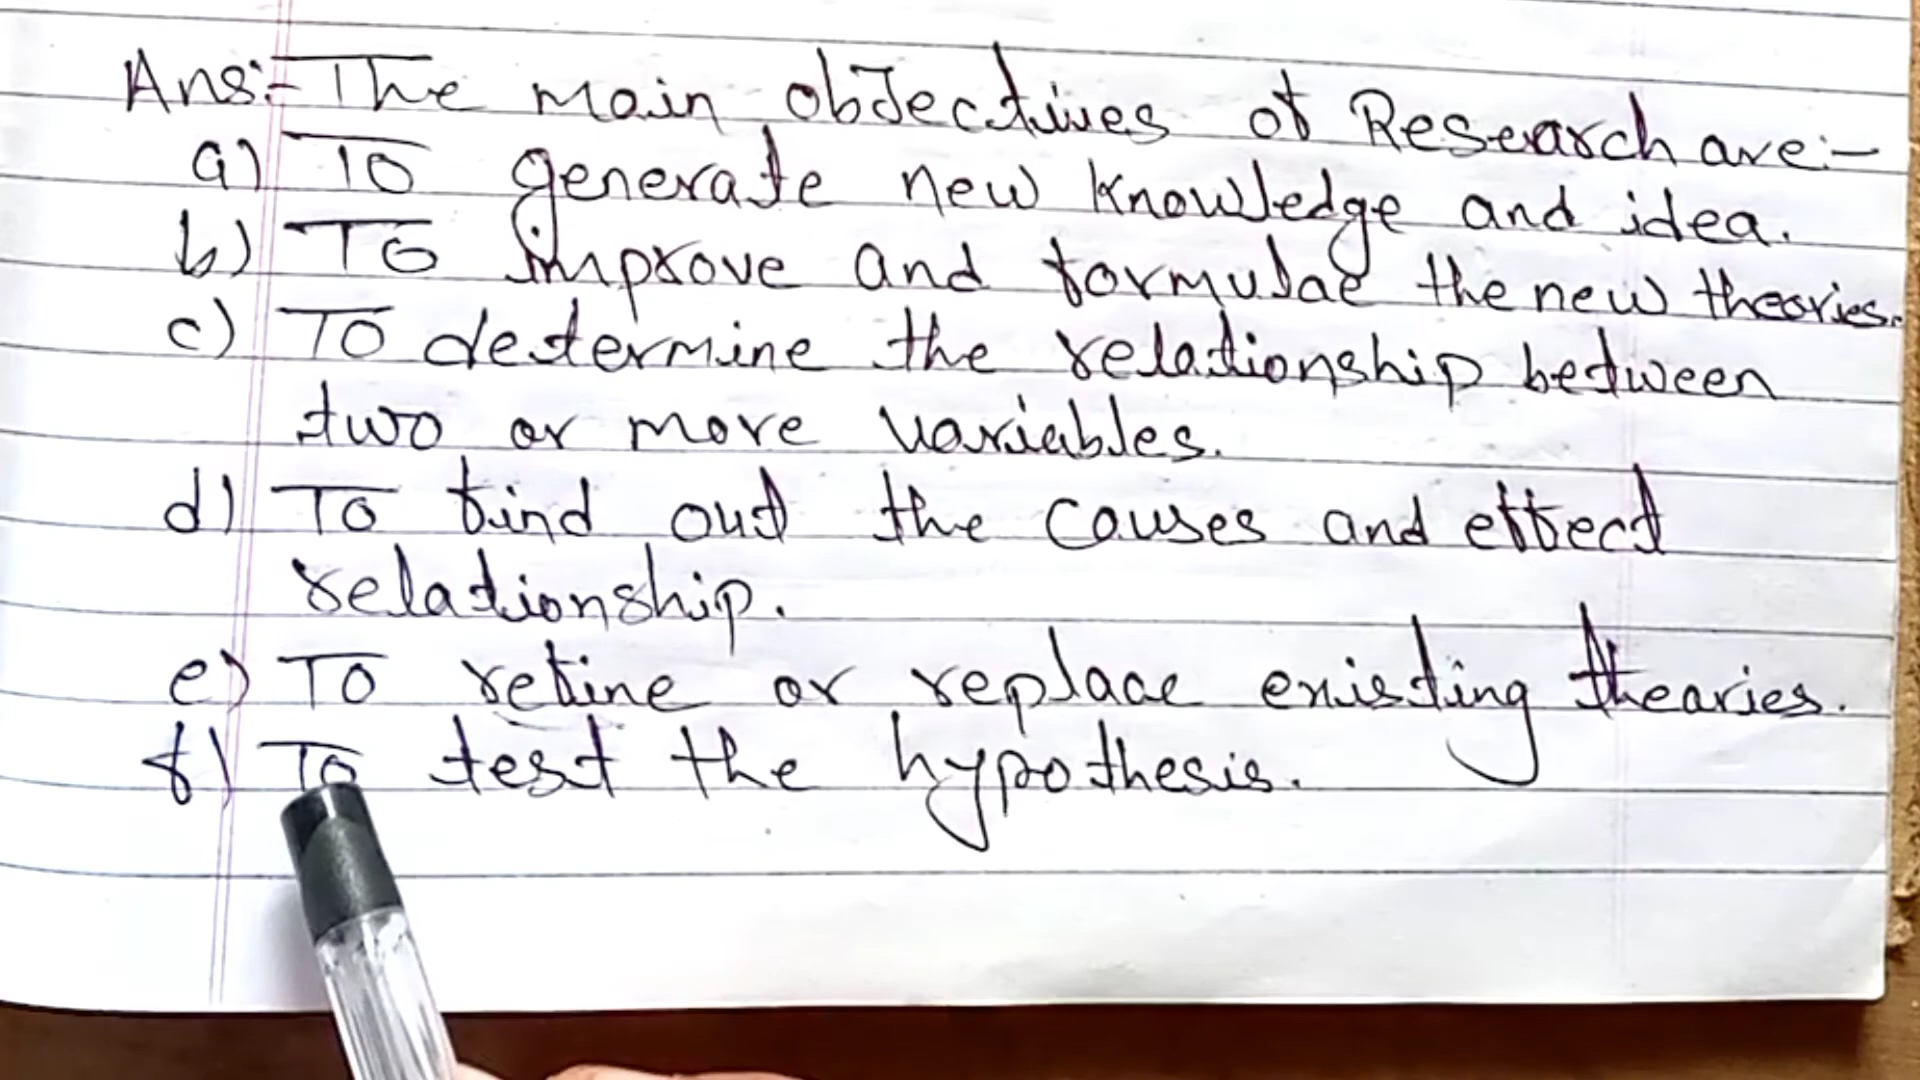 Ans:- The main objectives of Research are:-
a) To generate new knowledge and idea.
b) To improve and formulae the new theories.
c) To determine the relationship between
two or more variables.
d) To find out the causes and effect
relationship.
e) To refine or replace existing thearies.
f) To test the hypothesis.